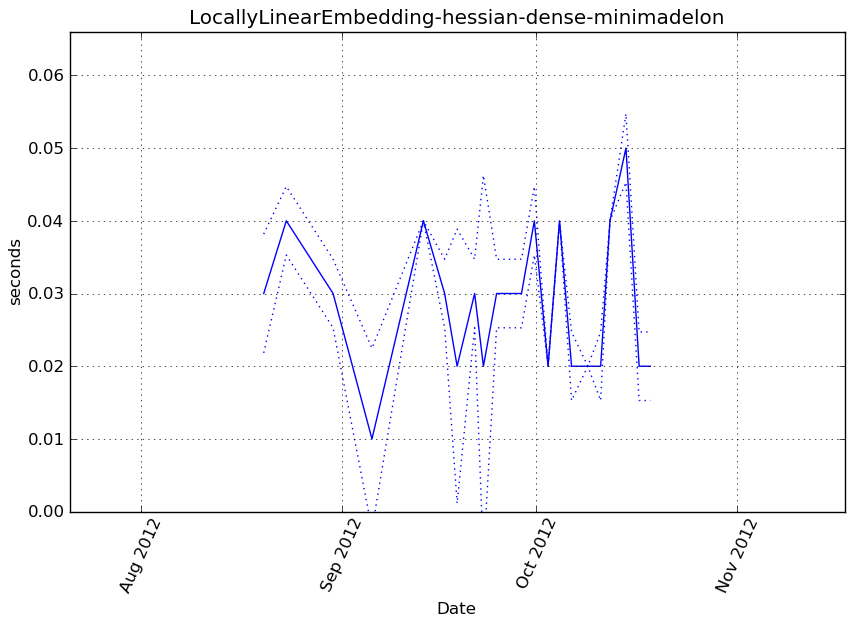 LocallyLinearEmbedding-hessian-dense-minimadelon
0.06
0.05
0.04
0.03
0.02
0.01
0.00
seconds
Aug 2012
Sep 2012
Oct 2012
Nov 2012
Date